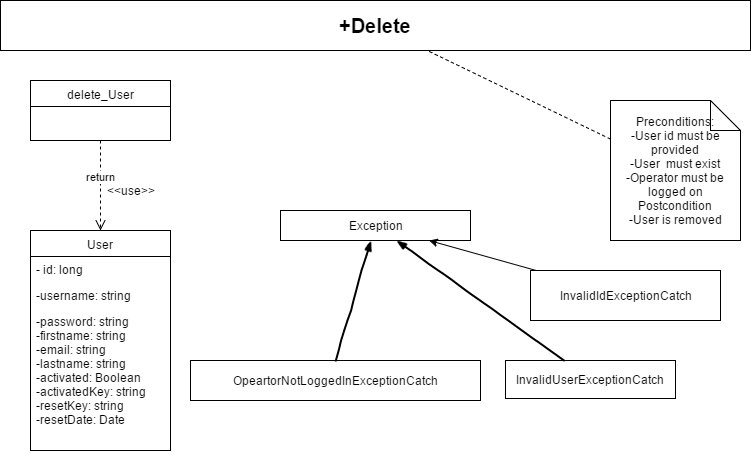 +Delete
delete_User
Preconditions:
-User id must be
provided
-User must exist
-Operator must be
logged on
Postcondition
-User is removed
return
<<use>>
User
- id: long
-username: string
-password: string
-firstname: string
-email: string
-lastname: string
-activated: Boolean
-activatedKey: string
-resetKey: string
-resetDate: Date
Exception
InvalidIdExceptionCatch
OpeartorNotLoggedInExceptionCatch
InvalidUserExceptionCatch